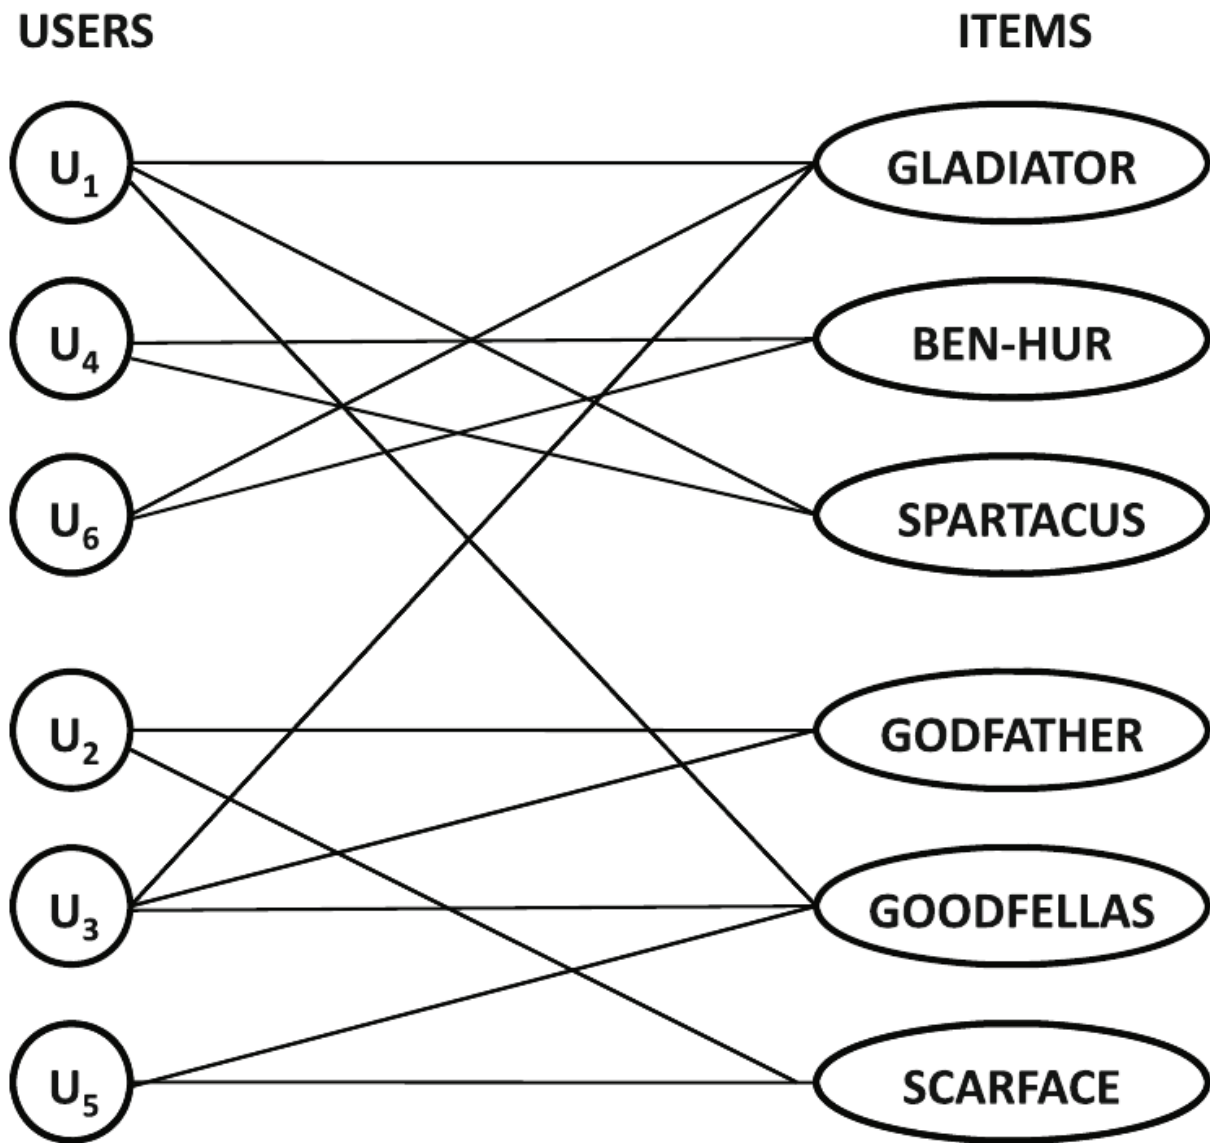 USERS ITEMS
U1 GLADIATOR
U4 BEN-HUR
U6 SPARTACUS
U2 GODFATHER
U3 GOODFELLAS
U5 SCARFACE